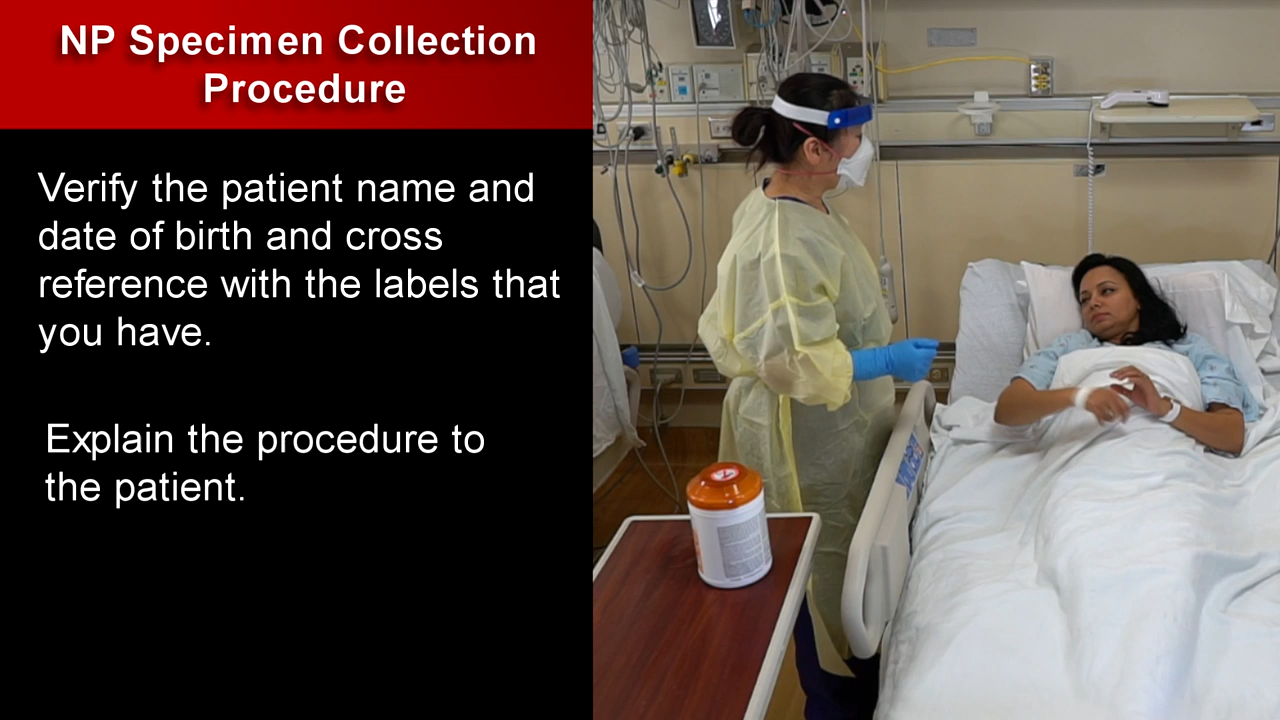 NP Specimen Collection
Procedure
Verify the patient name and
date of birth and cross
reference with the labels that
you have.
Explain the procedure to
the patient.